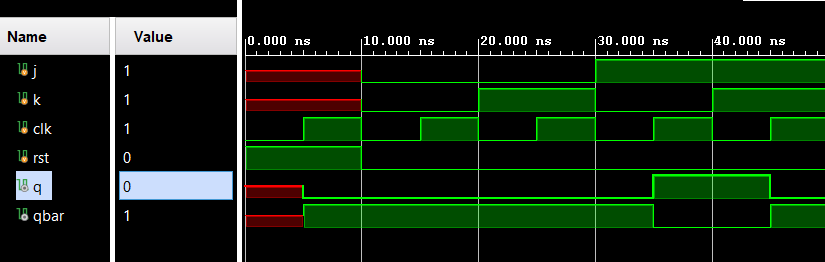 Name Value
0.000 ns 10.000 ns 20.000 ns 30.000 ns 40.000 ns
j 1
k 1
clk 1
rst 0
q 0
qbar 1